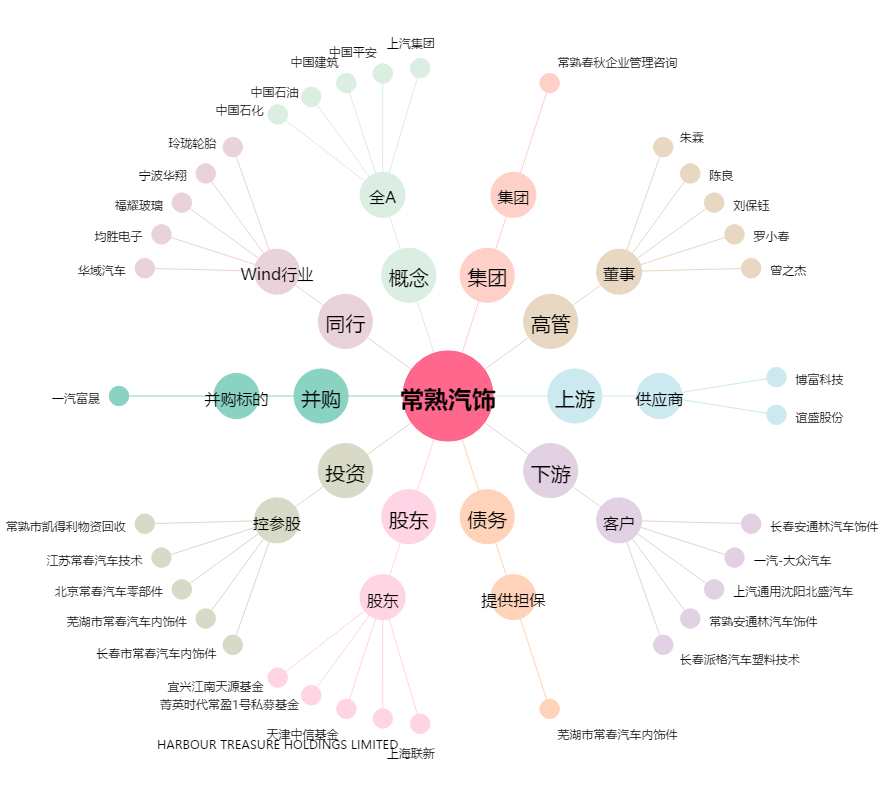 上汽集团
中国平安
中国建筑
常熟春秋企业管理咨询
中国石油
中国石化
玲珑轮胎
朱霖
宁波华翔
陈良
全A
集团
福耀玻璃
刘保钰
均胜电子
罗小春
华域汽车
Wind行业
概念
集团
董事
曾之杰
同行
高管
博富科技
一汽富晟
并购标的
并购
常熟汽饰
上游
供应商
谊盛股份
投资
下游
常熟市凯得利物资回收
控参股
股东
债务
客户
长春安通林汽车饰件
江苏常春汽车技术
一汽-大众汽车
北京常春汽车零部件
上汽通用沈阳北盛汽车
股东
提供担保
芜湖市常春汽车内饰件
常熟安通林汽车饰件
长春市常春汽车内饰件
长春派格汽车塑料技术
宜兴江南天源基金
菁英时代常盈1号私募基金
天津中信基金
芜湖市常春汽车内饰件
HARBOUR TREASURE HOLDINGS LIMITED
上海联新